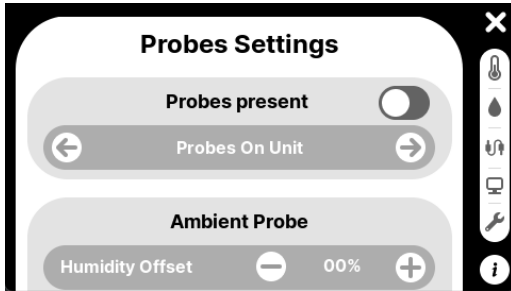 Probes Settings
Probes present
Probes On Unit
Ambient Probe
Humidity Offset 00%
i